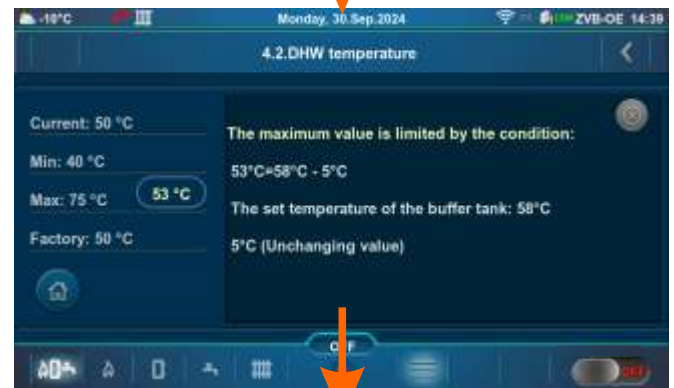 -10°C
Monday, 30.Sep.2024
ZVB-OE 14:39
4.2.DHW temperature
Current: 50 °C
Min: 40 °C
Max: 75 °C
53 °C
Factory: 50 °C
The maximum value is limited by the condition:
53°C=58°C - 5°C
The set temperature of the buffer tank: 58°C
5°C (Unchanging value)
OFF